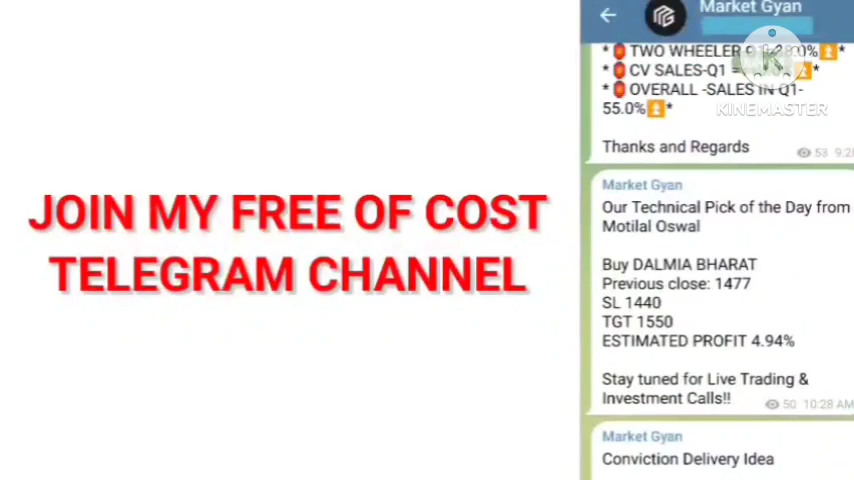 JOIN MY FREE OF COST
TELEGRAM CHANNEL
Market Gyan
KINEMASTER
*TWO WHEELER
*CV SALES-Q1 =
*OVERALL -SALES IN Q1-
55.0%
Thanks and Regards
53
Market Gyan
Our Technical Pick of the Day from
Motilal Oswal
Buy DALMIA BHARAT
Previous close: 1477
SL 1440
TGT 1550
ESTIMATED PROFIT 4.94%
Stay tuned for Live Trading &
Investment Calls!!
50 10:28 AM
Market Gyan
Conviction Delivery Idea